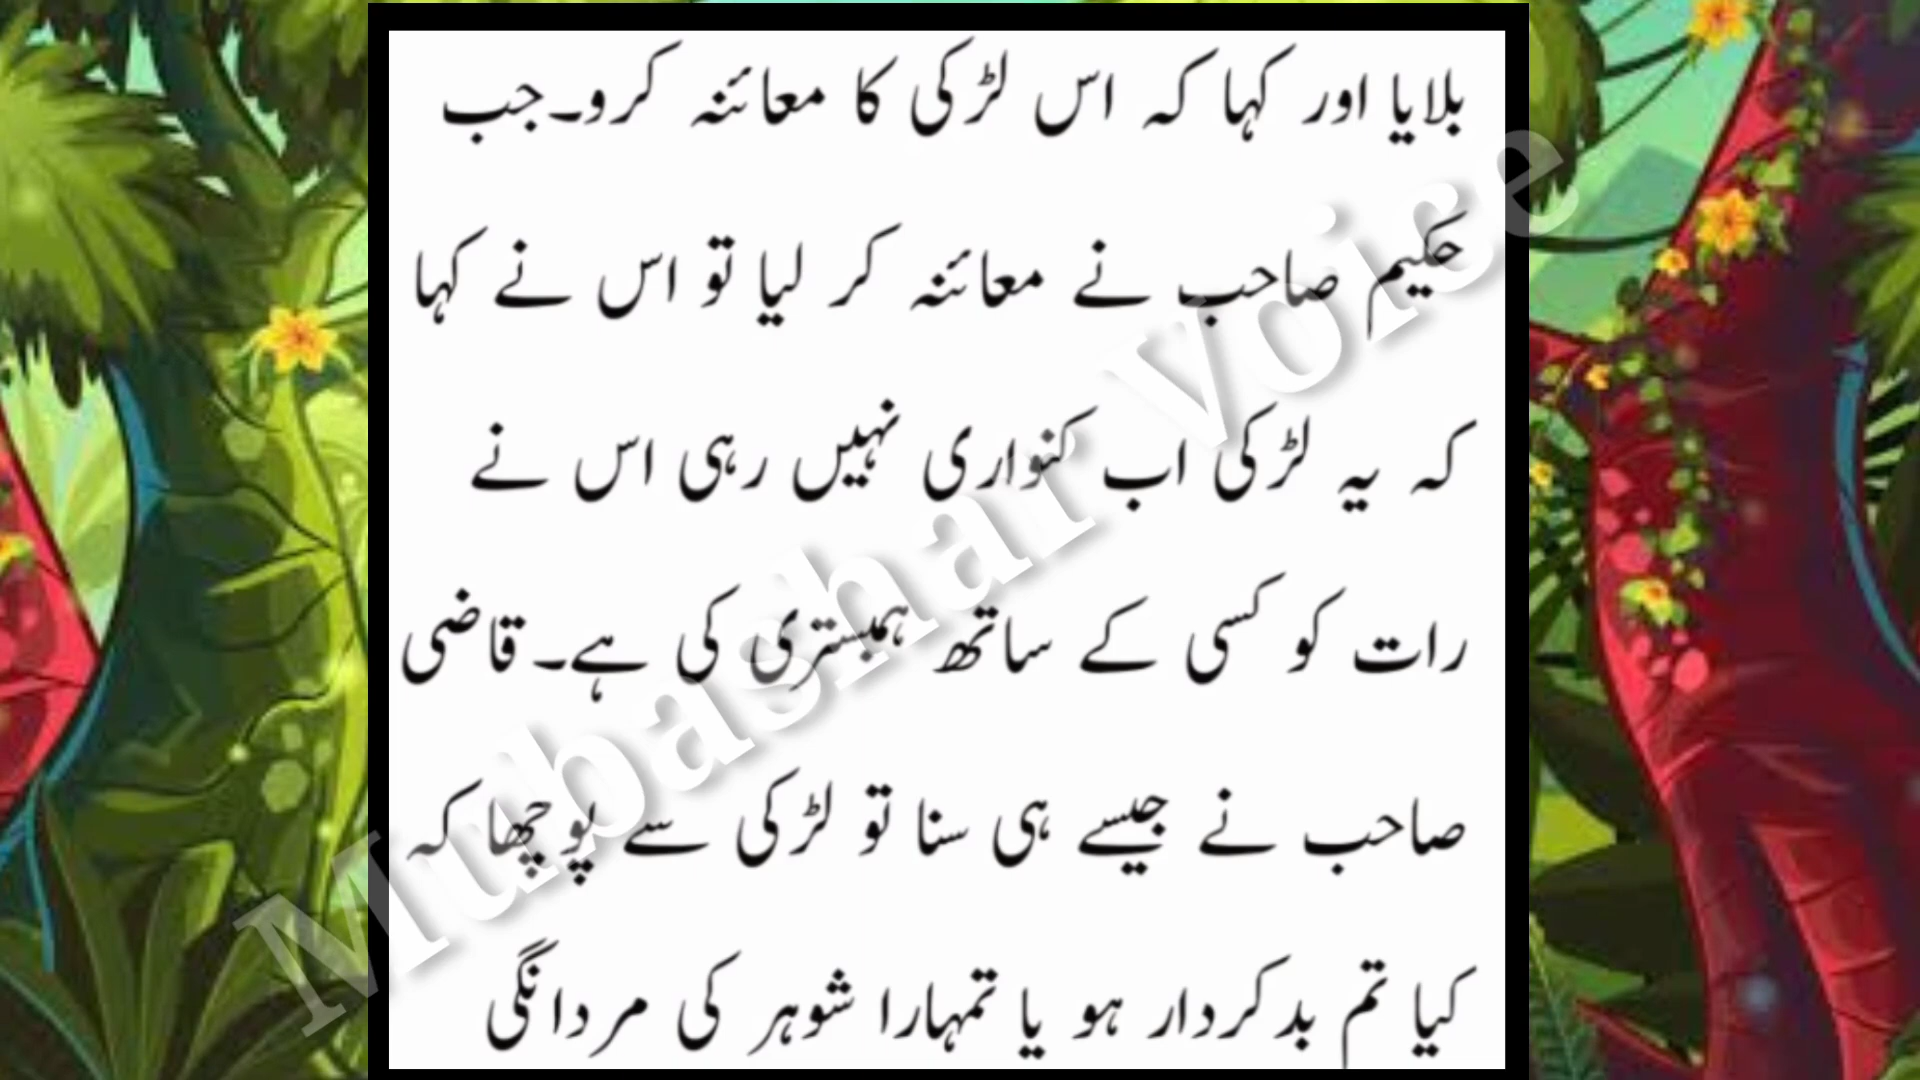 بلایا اور کہا کہ اس لڑکی کا معائنہ کرو۔جب
حکیم صاحب نے معائنہ کر لیا تو اس نے کہا
کہ یہ لڑکی اب کنواری نہیں رہی اس نے
رات کو کسی کے ساتھ ہمبستری کی ہے۔ قاضی
صاحب نے جیسے ہی سنا تو لڑکی سے پوچھا کہ
کیا تم بدکردار ہو یا تمہارا شوہر کی مردانگی
Mubashar Voice